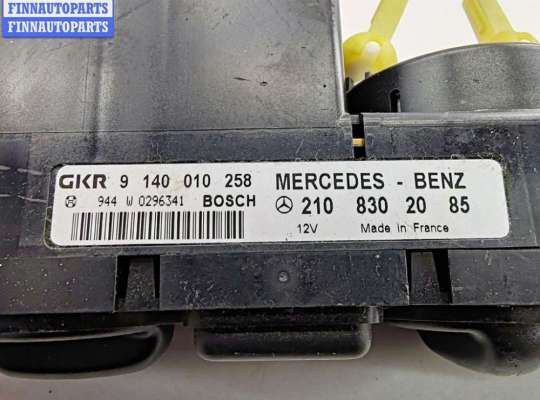 FINNAUTOPARTS
FINNAUTOPARTS
GKR 9 140 010 258 MERCEDES - BENZ
944 W 0296341 BOSCH 210 830 20 85
12V Made in France